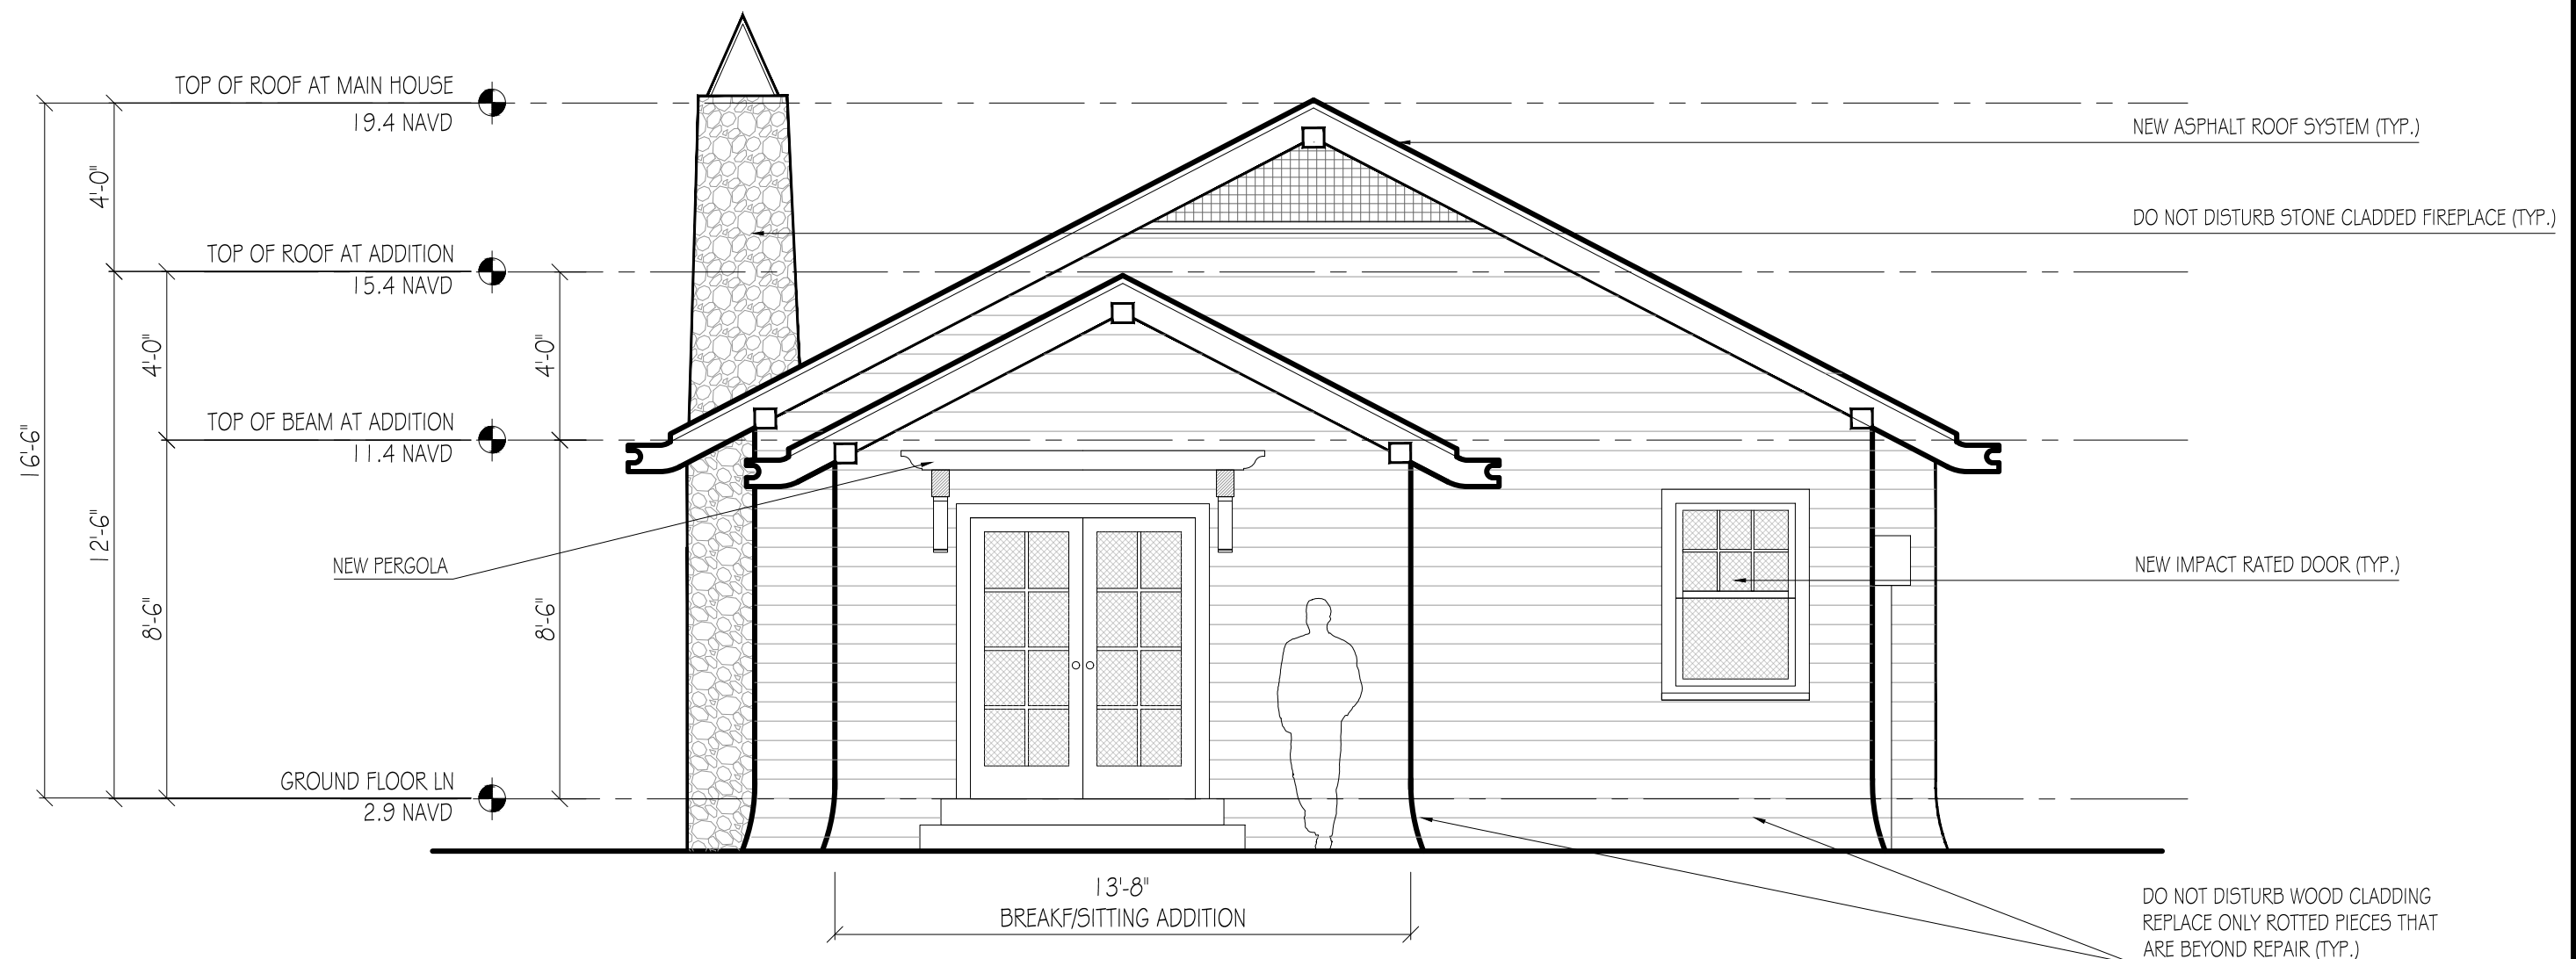 TOP OF ROOF AT MAIN HOUSE
19.4 NAVD
NEW ASPHALT ROOF SYSTEM (TYP.)
4'-0"
DO NOT DISTURB STONE CLADDED FIREPLACE (TYP.)
TOP OF ROOF AT ADDITION
15.4 NAVD
4'-0"
4'-0"
TOP OF BEAM AT ADDITION
11.4 NAVD
16'-6"
12'-6"
NEW PERGOLA
NEW IMPACT RATED DOOR (TYP.)
8'-6"
8'-6"
GROUND FLOOR LN
2.9 NAVD
13'-8"
BREAKF/SITTING ADDITION
DO NOT DISTURB WOOD CLADDING
REPLACE ONLY ROTTED PIECES THAT
ARE BEYOND REPAIR (TYP.)